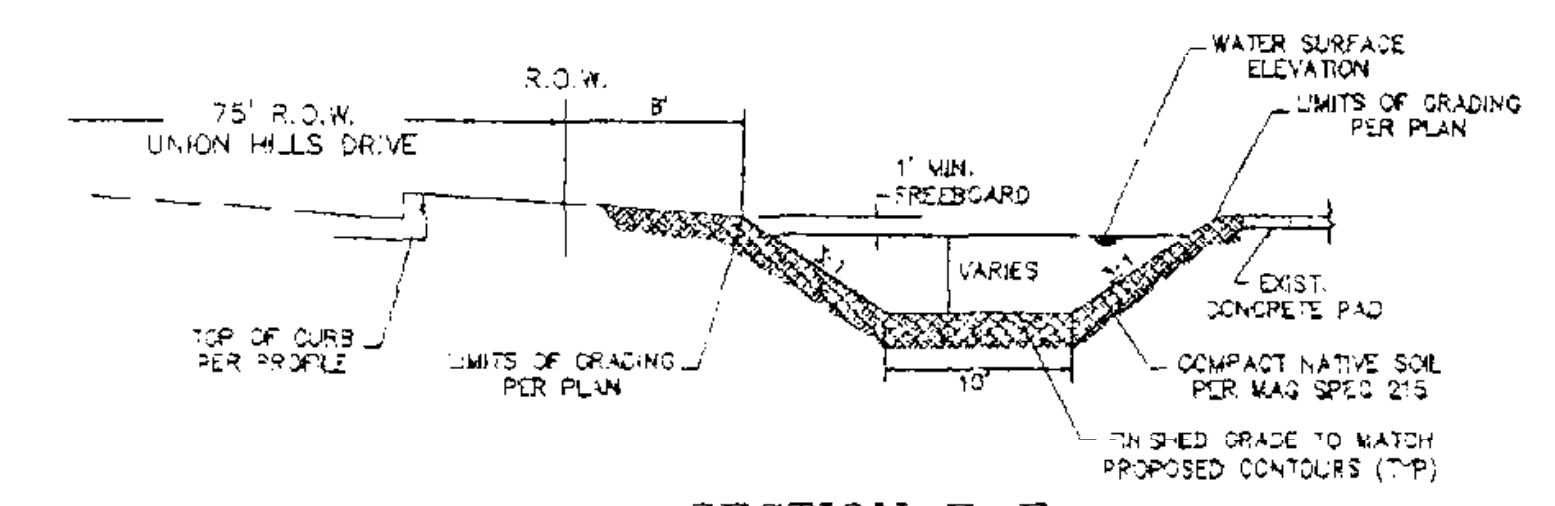 WATER SURFACE
ELEVATION
R.O.W.
LIMITS OF GRADING
PER PLAN
75' R.O.W.
8'
UNION HILLS DRIVE
1' MIN.
FREEBOARD
3:1
VARIES
3:1
EXIST.
CONCRETE PAD
TOP OF CURB
PER PROFILE
LIMITS OF GRADING
PER PLAN
10'
COMPACT NATIVE SOIL
PER MAG SPEC 215
FINISHED GRADE TO MATCH
PROPOSED CONTOURS (TYP)